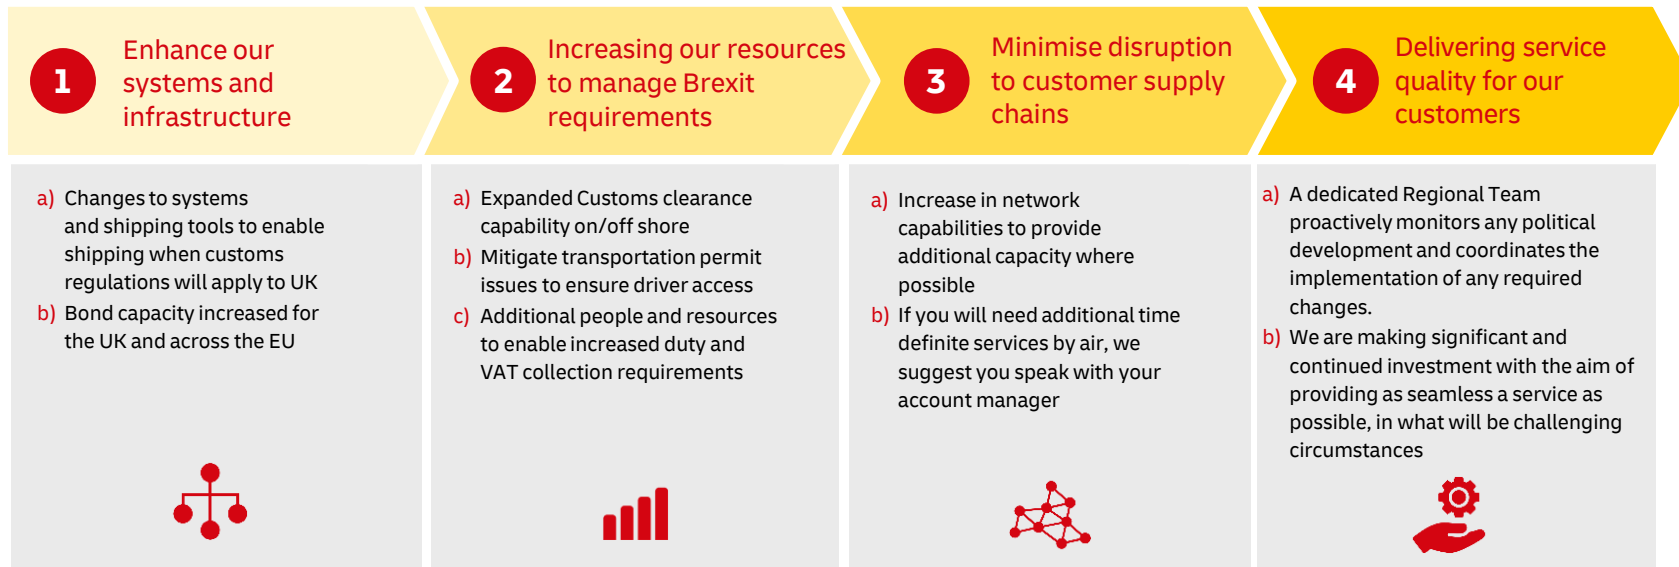 1
Enhance our
systems and
infrastructure
a) Changes to systems
and shipping tools to enable
shipping when customs
regulations will apply to UK
b) Bond capacity increased for
the UK and across the EU
2
Increasing our resources
to manage Brexit
requirements
a) Expanded Customs clearance
capability on/off shore
b) Mitigate transportation permit
issues to ensure driver access
c) Additional people and resources
to enable increased duty and
VAT collection requirements
3
Minimise disruption
to customer supply
chains
a) Increase in network
capabilities to provide
additional capacity where
possible
b) If you will need additional time
definite services by air, we
suggest you speak with your
account manager
4
Delivering service
quality for our
customers
a) A dedicated Regional Team
proactively monitors any political
development and coordinates the
implementation of any required
changes.
b) We are making significant and
continued investment with the aim of
providing as seamless a service as
possible, in what will be challenging
circumstances